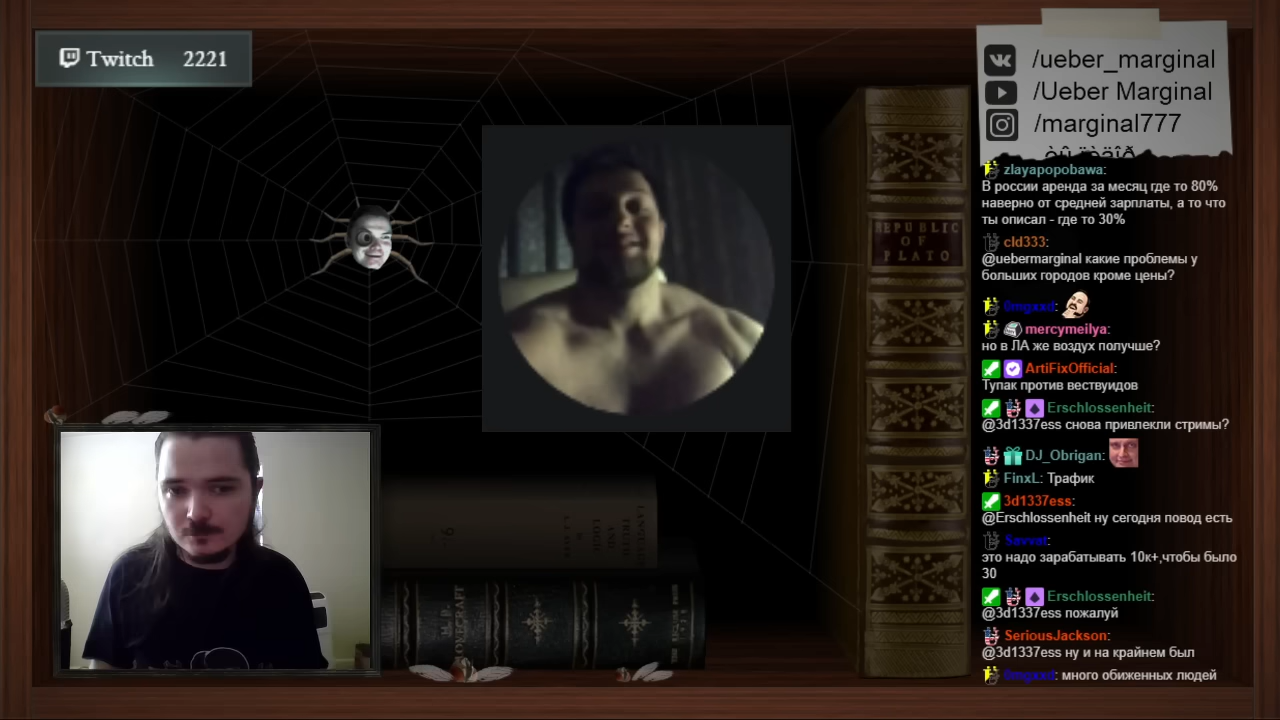 Twitch 2221
/ueber_marginal
/Ueber Marginal
/marginal777
REPUBLIC
OF
PLATO
zlayapopobawa:
В россии аренда за месяц где то 80%
наверно от средней зарплаты, а то что
ты описал - где то 30%
cld333:
@uebermarginal какие проблемы у
больших городов кроме цены?
mercymeilya:
но в ЛА же воздух получше?
ArtiFixOfficial:
Тупак против вествуидов
Erschlossenheit:
@3d1337ess снова привлекли стримы?
DJ_Obrigan:
FinxL: Трафик
3d1337ess:
@Erschlossenheit ну сегодня повод есть
это надо зарабатывать 10к+,чтобы было
30
Erschlossenheit:
@3d1337ess пожалуй
SeriousJackson:
@3d1337ess ну и на крайнем был
много обиженных людей